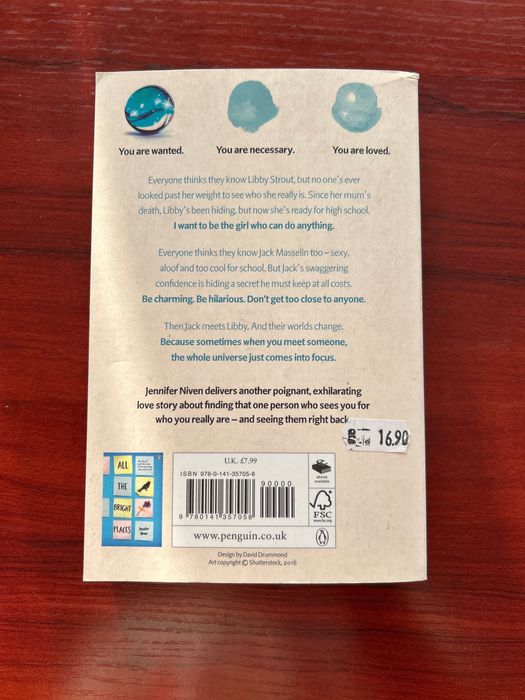 You are wanted.
You are necessary.
You are loved.
Everyone thinks they know Libby Strout, but no one's ever
looked past her weight to see who she really is. Since her mum's
death, Libby's been hiding, but now she's ready for high school.
I want to be the girl who can do anything.
Everyone thinks they know Jack Masselin too – sexy,
aloof and too cool for school. But Jack's swaggering
confidence is hiding a secret he must keep at all costs.
Be charming. Be hilarious. Don't get too close to anyone.
Then Jack meets Libby. And their worlds change.
Because sometimes when you meet someone,
the whole universe just comes into focus.
Jennifer Niven delivers another poignant, exhilarating
love story about finding that one person who sees you for
who you really are – and seeing them right back.
16.90
ALL
THE
BRIGHT
PLACES
Jennifer
Niven
U.K. £7.99
ISBN 978-0-141-35705-8
90000
9 780141 357058
www.penguin.co.uk
ebook
available
FSC
www.fsc.org
Design by David Drummond
Art copyright © Shutterstock, 2016